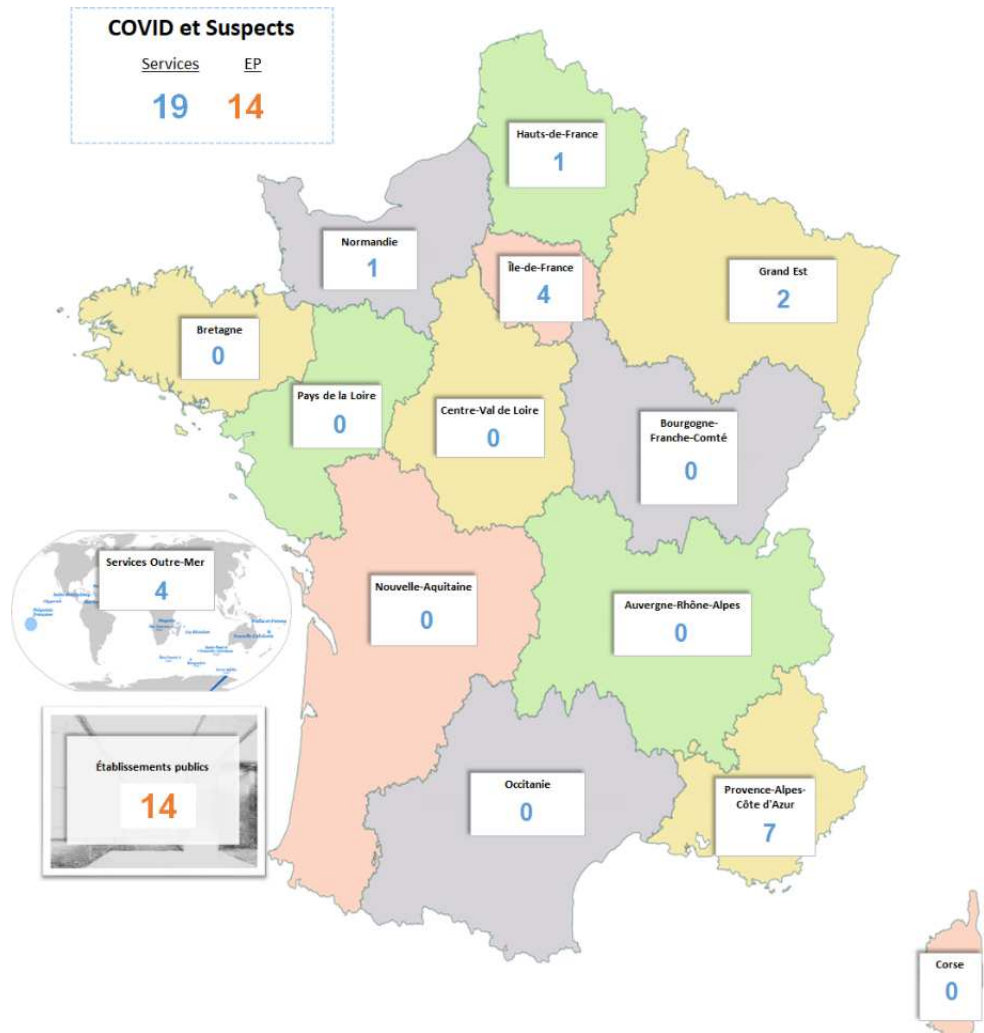 COVID et Suspects
Services EP
19 14
Hauts-de-France
1
Normandie
1
Île-de-France
4
Grand Est
2
Bretagne
0
Pays de la Loire
0
Centre-Val de Loire
0
Bourgogne-
Franche-Comté
0
Services Outre-Mer
4
Nouvelle-Aquitaine
0
Auvergne-Rhône-Alpes
0
Établissements publics
14
Occitanie
0
Provence-Alpes-
Côte d'Azur
7
Corse
0